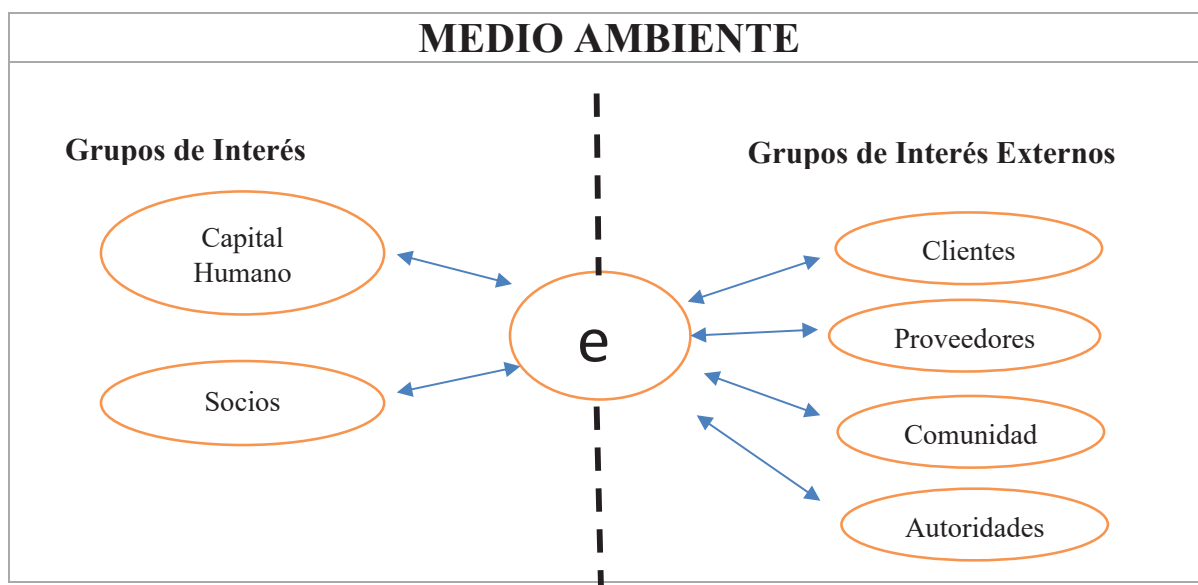 MEDIO AMBIENTE
Grupos de Interés
Capital
Humano
Socios
e
Grupos de Interés Externos
Clientes
Proveedores
Comunidad
Autoridades